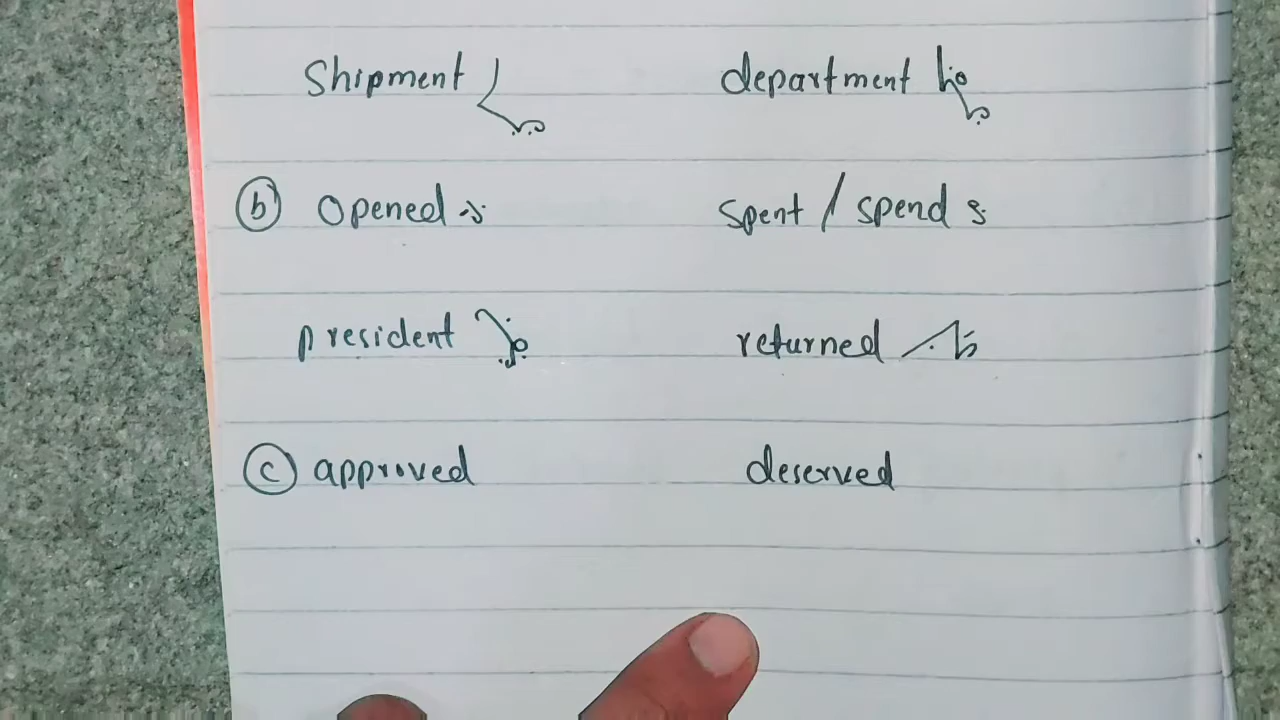 Shipment department
(b) Opened Spent / spend
president returned
(c) approved deserved